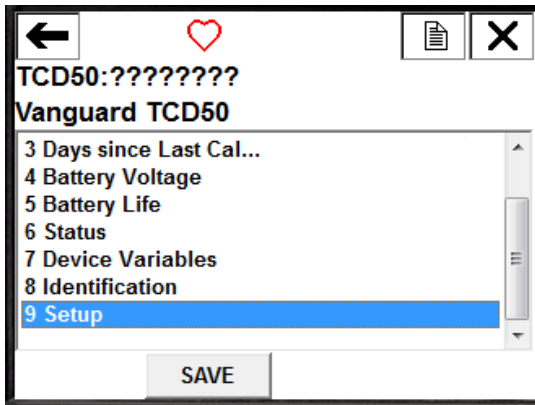 TCD50:????????
Vanguard TCD50
3 Days since Last Cal...
4 Battery Voltage
5 Battery Life
6 Status
7 Device Variables
8 Identification
9 Setup
SAVE